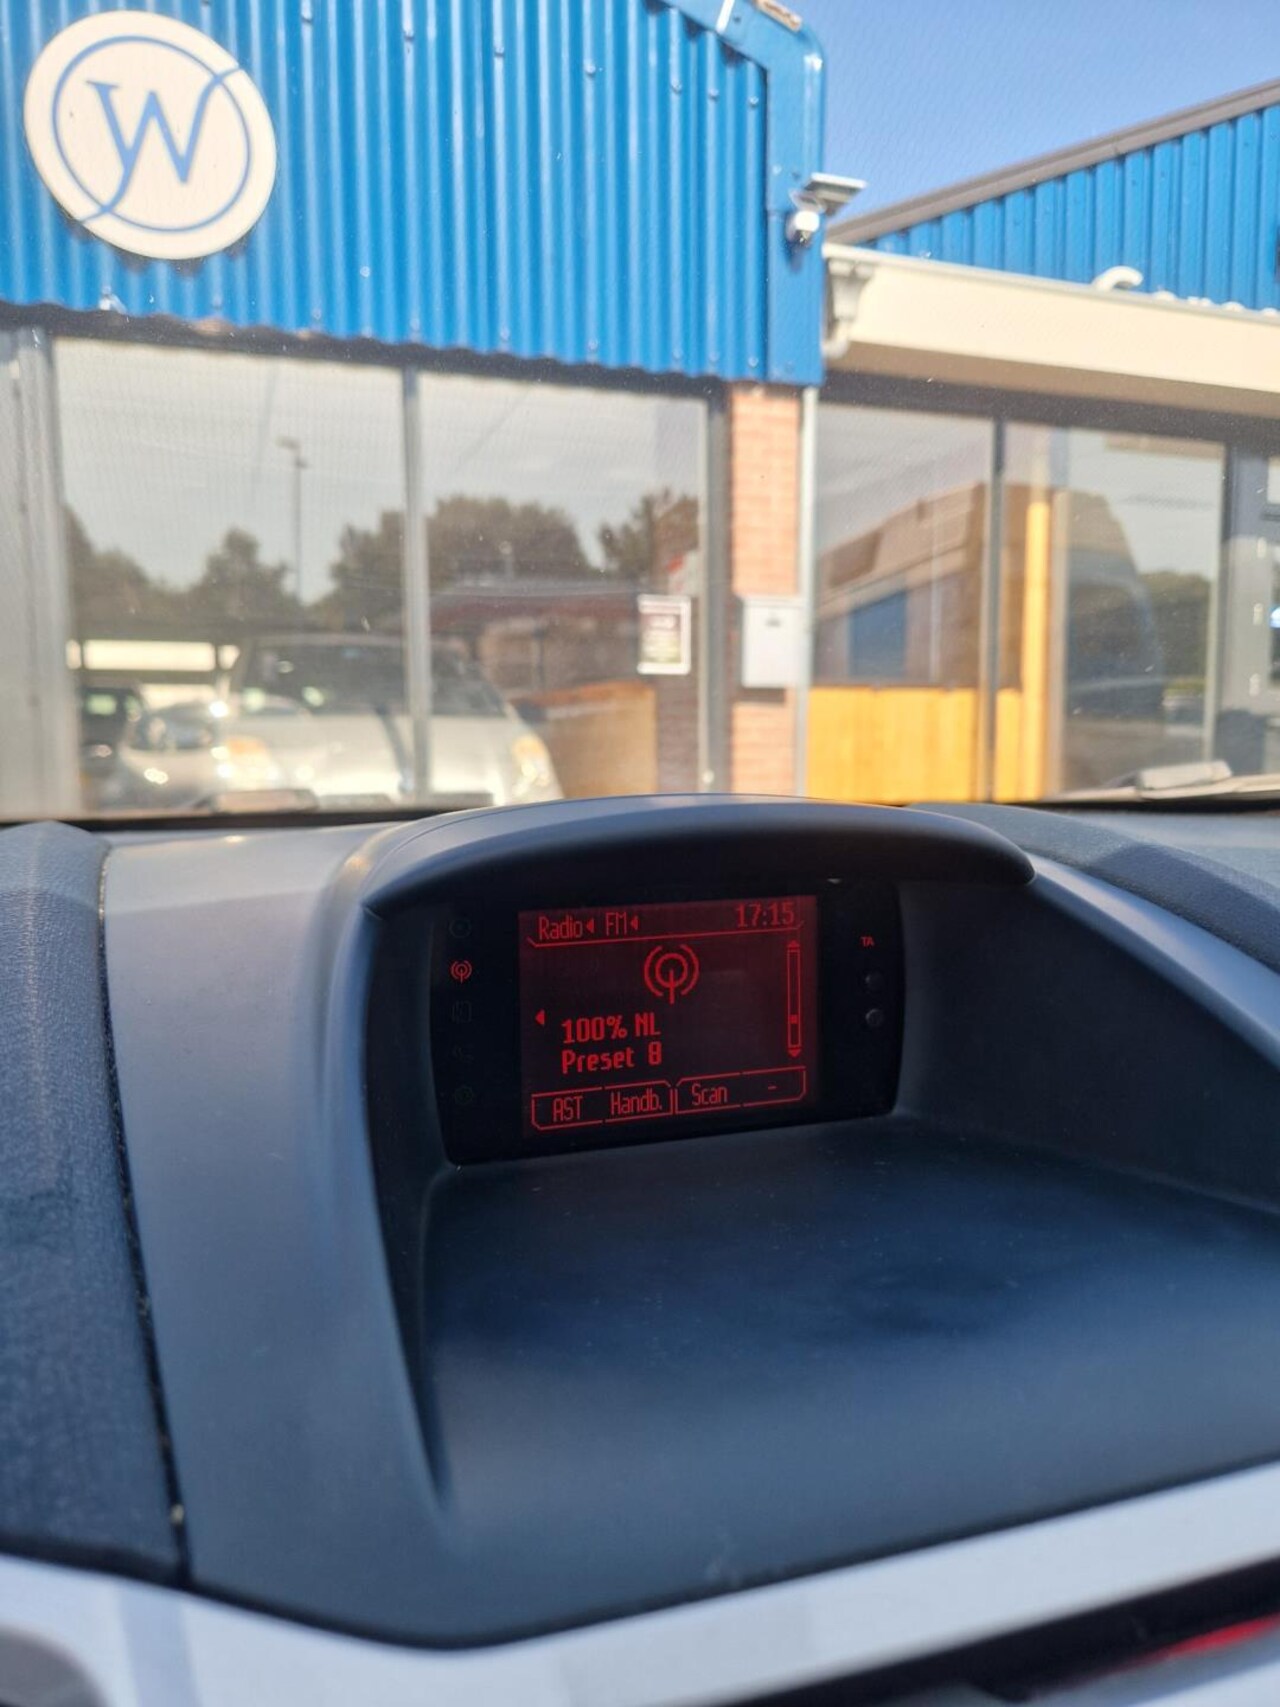 W
Radio FM 17:15
TA
100% NL
Preset 8
AST Handb. Scan -